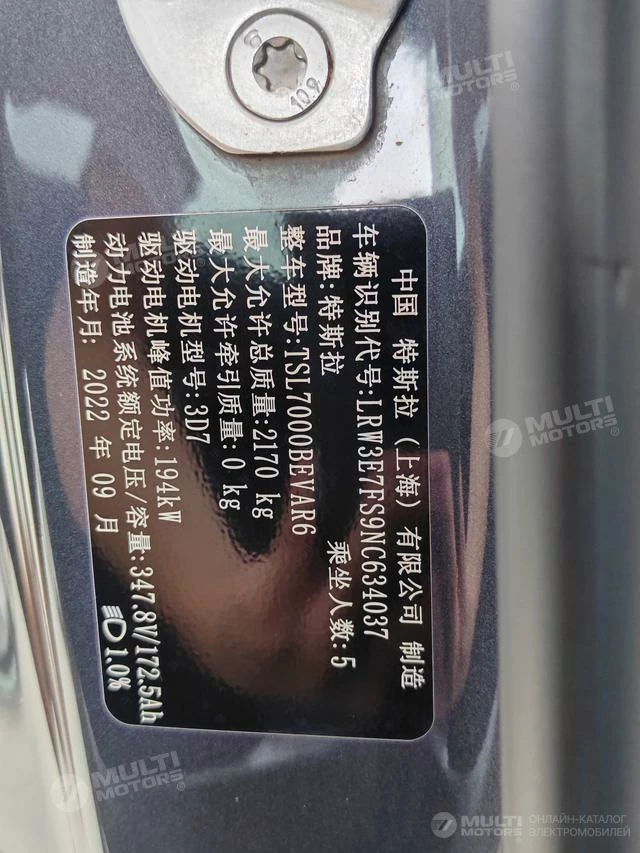 中国 特斯拉（上海）有限公司 制造
车辆识别代号:LRW3E7FS9NC634037
品牌:特斯拉 乘坐人数:5
整车型号:TSL7000BEVAR6
最大允许总质量:2170 kg
最大允许牵引质量:0 kg
驱动电机型号:3D7
驱动电机峰值功率:194kW
动力电池系统额定电压/容量:347.8V/172.5Ah
制造年月: 2022 年 09 月
1.0%
10.9
MULTI MOTORS®
MULTI MOTORS®
MULTI MOTORS®
MULTI MOTORS®
MULTI MOTORS®
ОНЛАЙН-КАТАЛОГ
ЭЛЕКТРОМОБИЛЕЙ